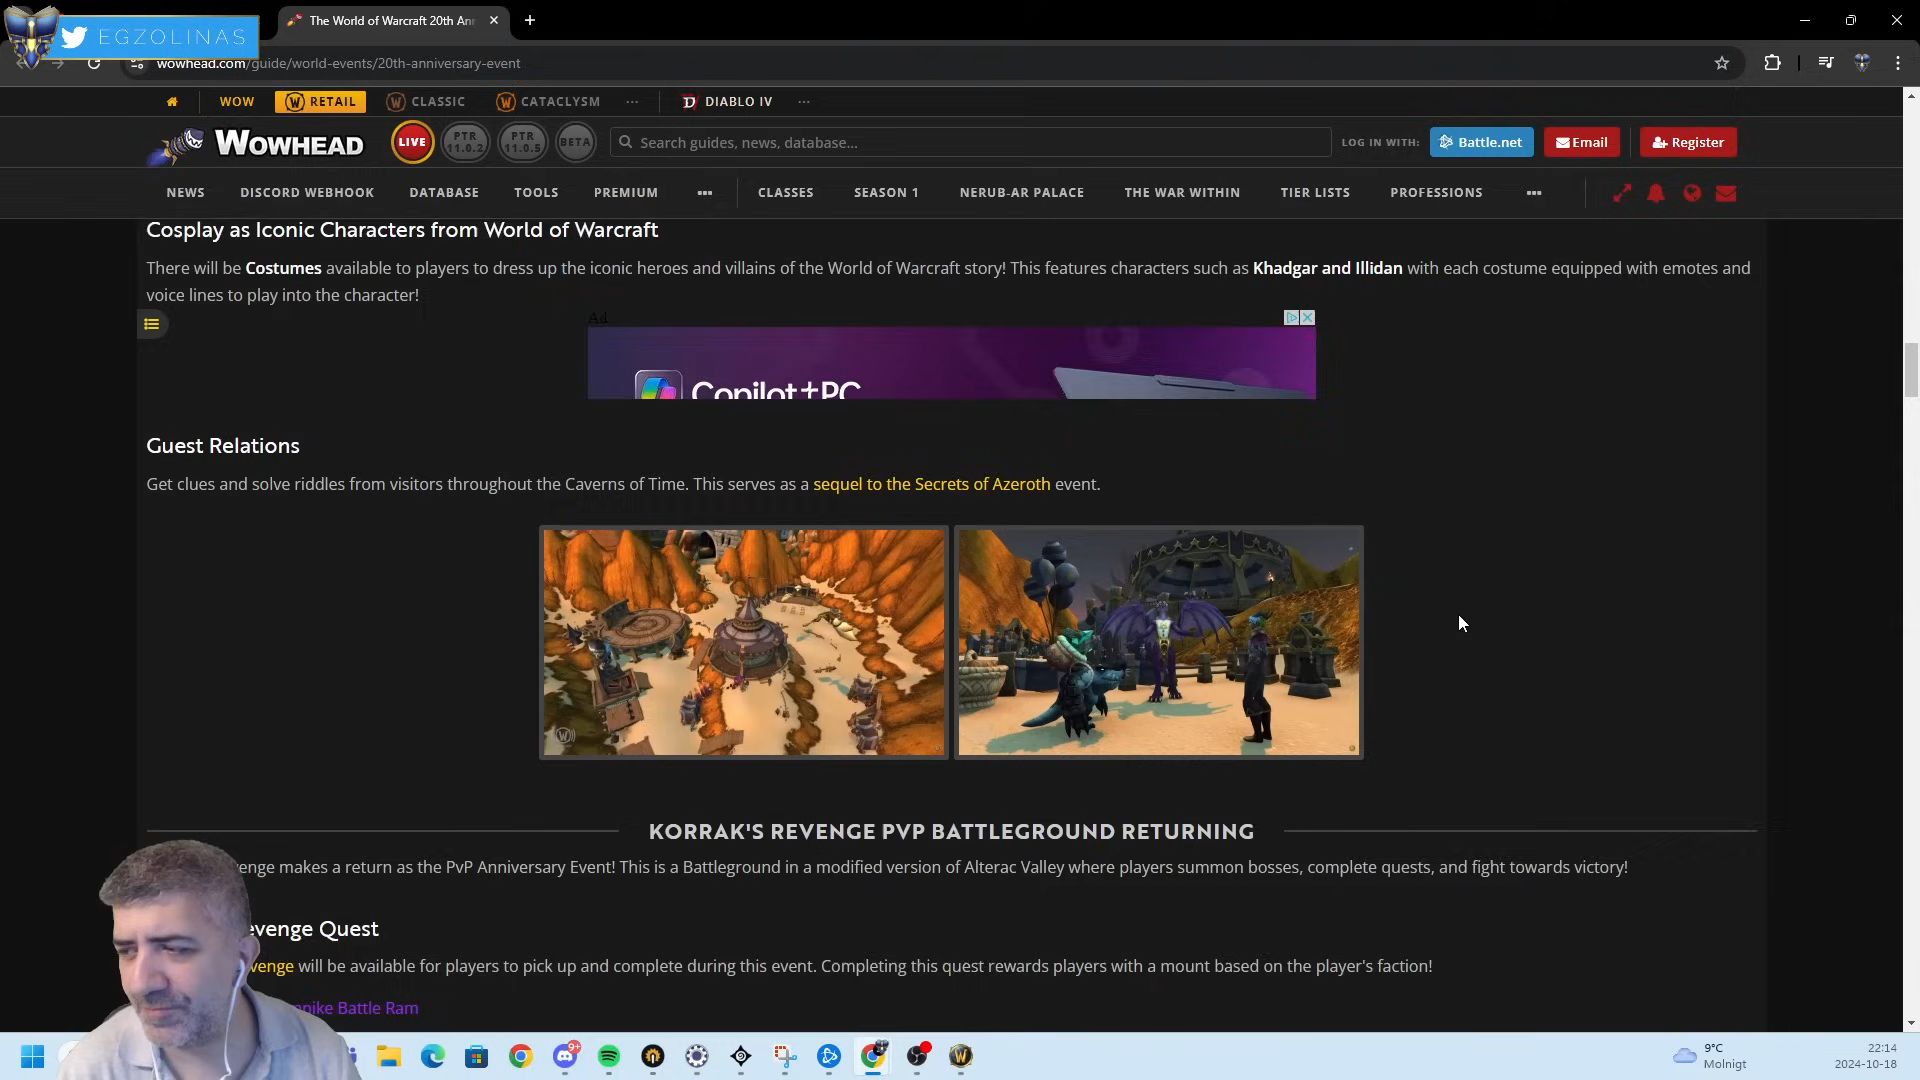 EGZOLINAS
The World of Warcraft 20th Ann
wowhead.com/guide/world-events/20th-anniversary-event
WOW RETAIL CLASSIC CATACLYSM ... DIABLO IV ...
WOWHEAD LIVE PTR 11.0.2 PTR 11.0.5 BETA Search guides, news, database... LOG IN WITH: Battle.net Email Register
NEWS DISCORD WEBHOOK DATABASE TOOLS PREMIUM ... CLASSES SEASON 1 NERUB-AR PALACE THE WAR WITHIN TIER LISTS PROFESSIONS ...
Cosplay as Iconic Characters from World of Warcraft
There will be Costumes available to players to dress up the iconic heroes and villains of the World of Warcraft story! This features characters such as Khadgar and Illidan with each costume equipped with emotes and
voice lines to play into the character!
Ad
Copilot+PC
Guest Relations
Get clues and solve riddles from visitors throughout the Caverns of Time. This serves as a sequel to the Secrets of Azeroth event.
KORRAK'S REVENGE PVP BATTLEGROUND RETURNING
enge makes a return as the PvP Anniversary Event! This is a Battleground in a modified version of Alterac Valley where players summon bosses, complete quests, and fight towards victory!
evenge Quest
venge will be available for players to pick up and complete during this event. Completing this quest rewards players with a mount based on the player's faction!
pike Battle Ram
9+
9°C
Molnigt
22:14
2024-10-18